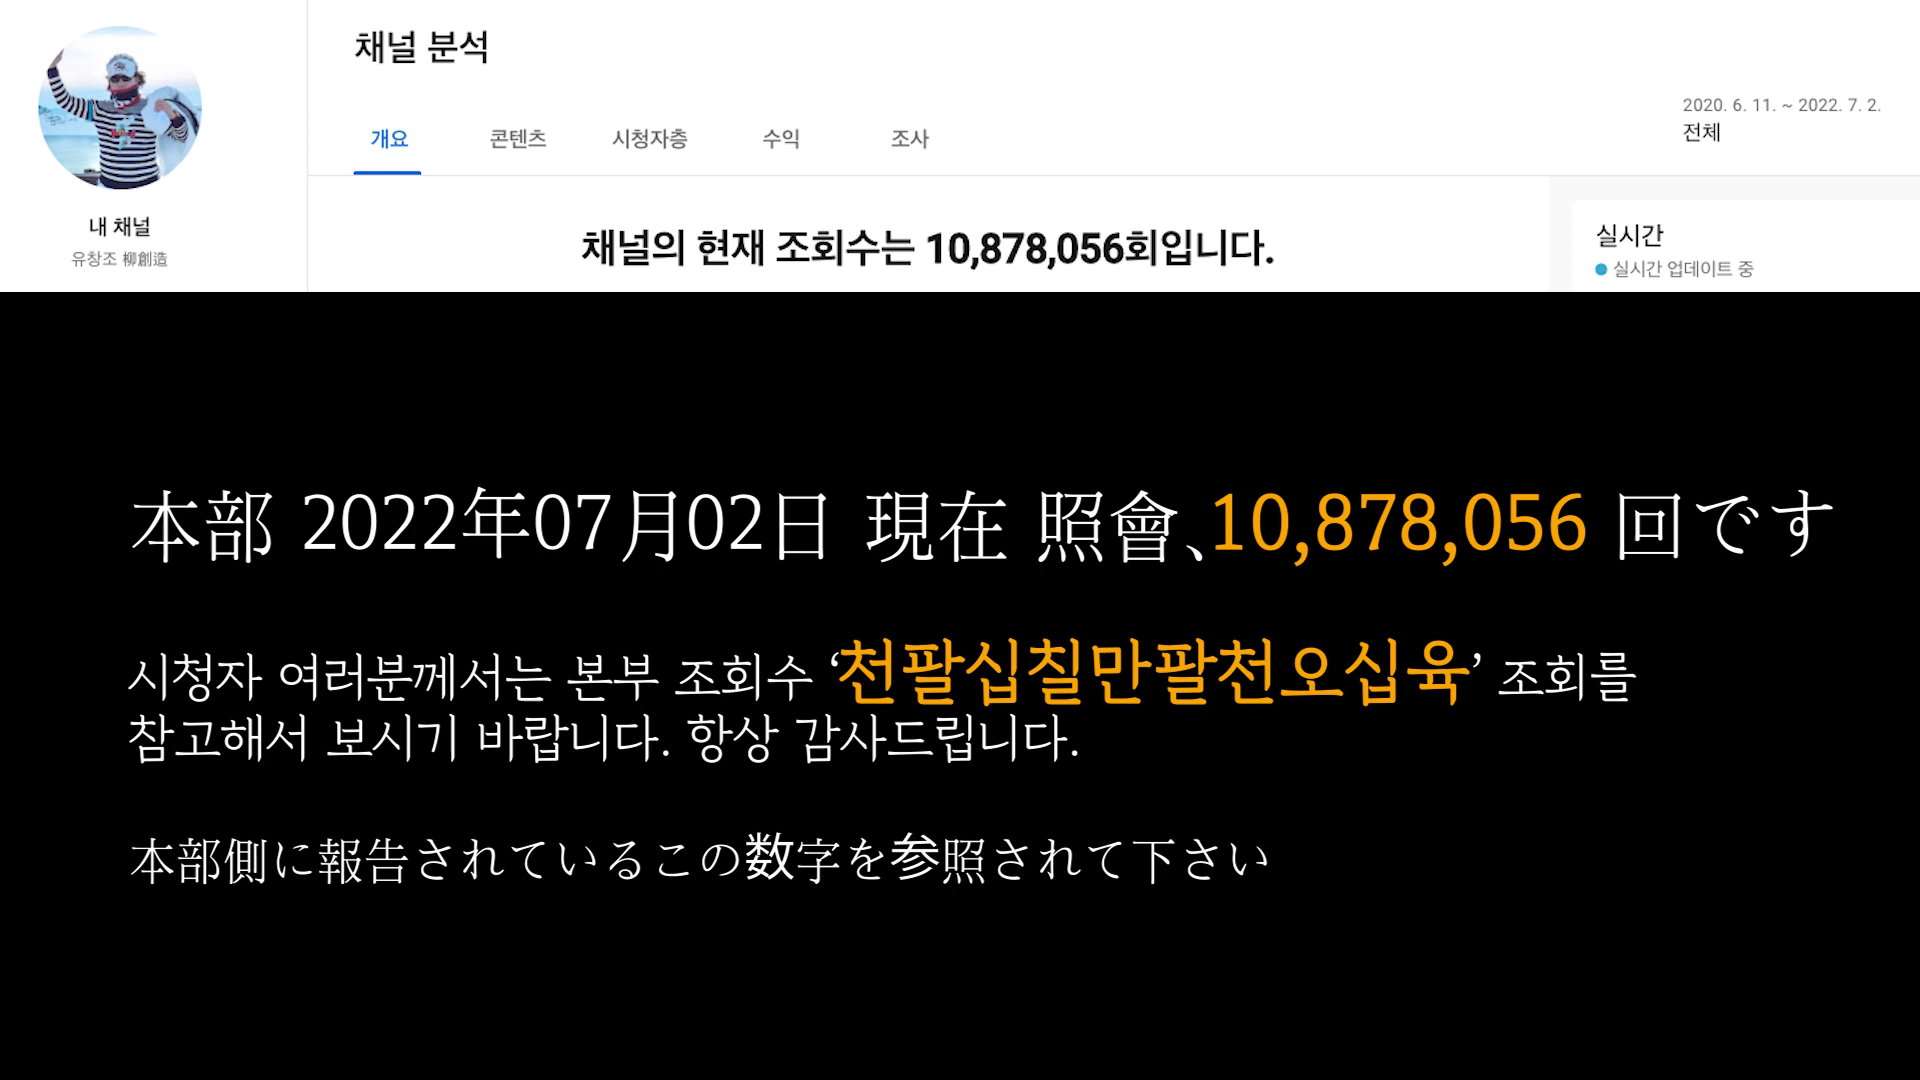 채널 분석
2020. 6. 11. ~ 2022. 7. 2.
전체
개요 콘텐츠 시청자층 수익 조사
내 채널
유창조 柳創造
채널의 현재 조회수는 10,878,056회입니다.
실시간
실시간 업데이트 중
本部 2022年07月02日 現在 照會、10,878,056 回です
시청자 여러분께서는 본부 조회수 ‘천팔십칠만팔천오십육’ 조회를
참고해서 보시기 바랍니다. 항상 감사드립니다.
本部側に報告されているこの数字を参照されて下さい